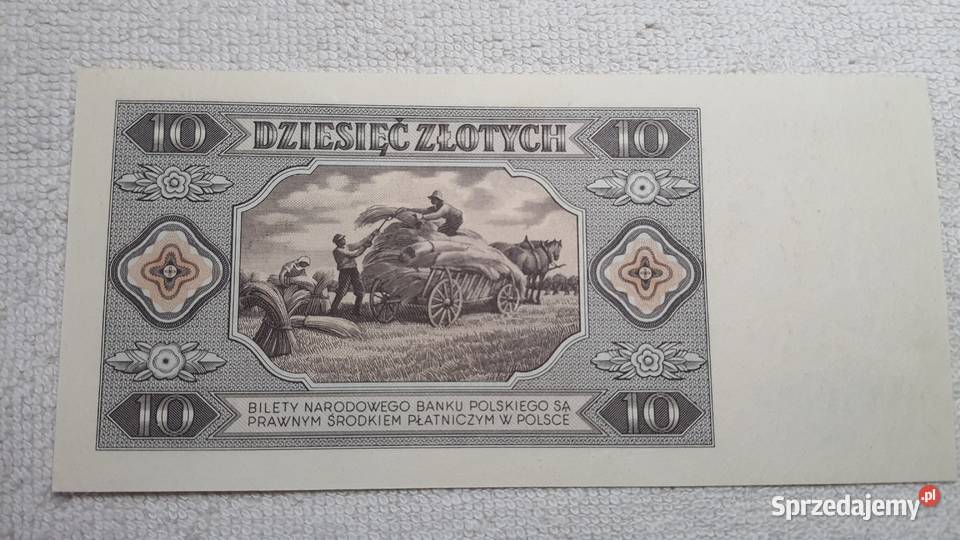 10 DZIESIĘĆ ZŁOTYCH 10
10 BILETY NARODOWEGO BANKU POLSKIEGO SĄ 10
PRAWNYM ŚRODKIEM PŁATNICZYM W POLSCE
Sprzedajemy.pl